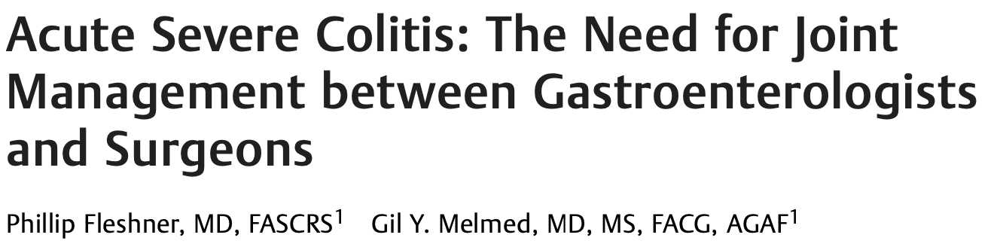 Acute Severe Colitis: The Need for Joint
Management between Gastroenterologists
and Surgeons
Phillip Fleshner, MD, FASCRS¹ Gil Y. Melmed, MD, MS, FACG, AGAF¹